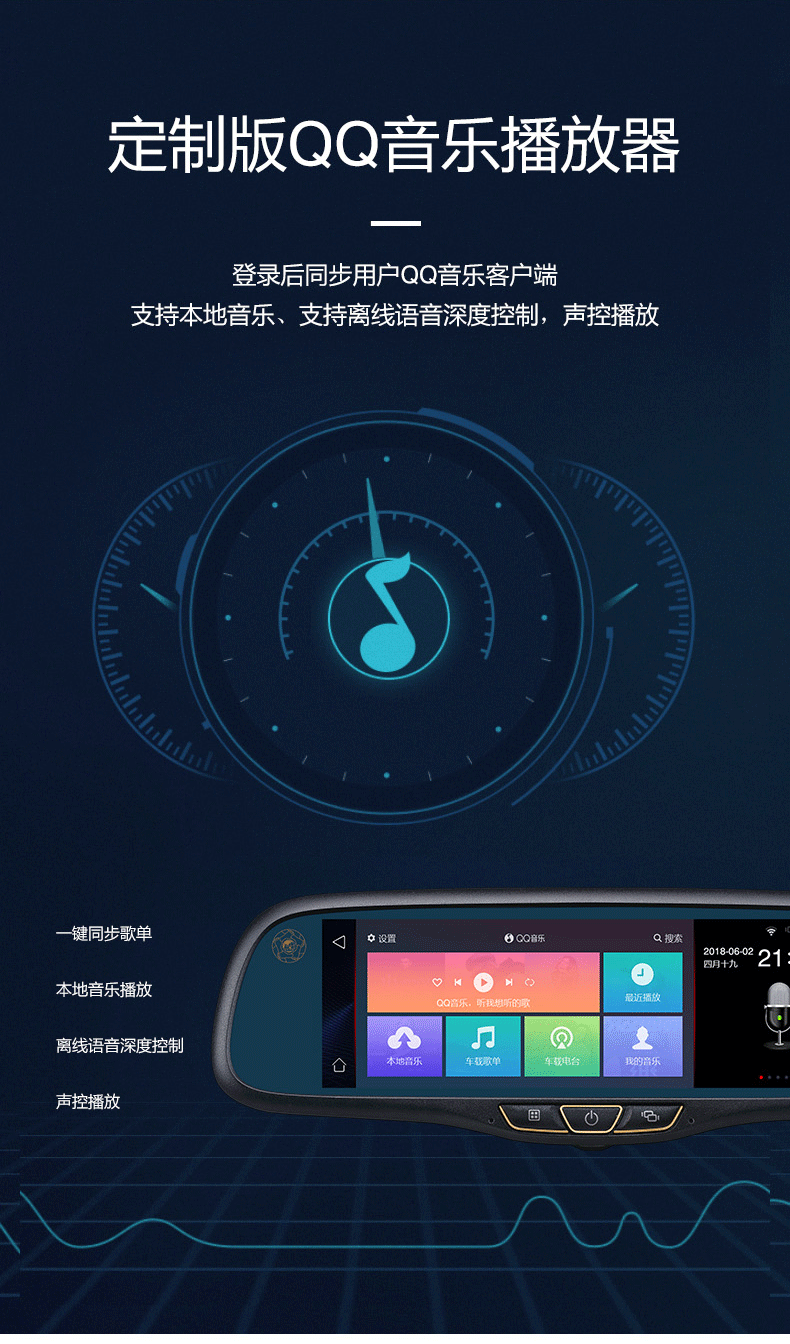 定制版QQ音乐播放器
登录后同步用户QQ音乐客户端
支持本地音乐、支持离线语音深度控制，声控播放
一键同步歌单
本地音乐播放
离线语音深度控制
声控播放
设置
QQ音乐
搜索
QQ音乐，听我想听的歌
最近播放
本地音乐
车载歌单
车载电台
我的音乐
2018-06-02
四月十九
21: